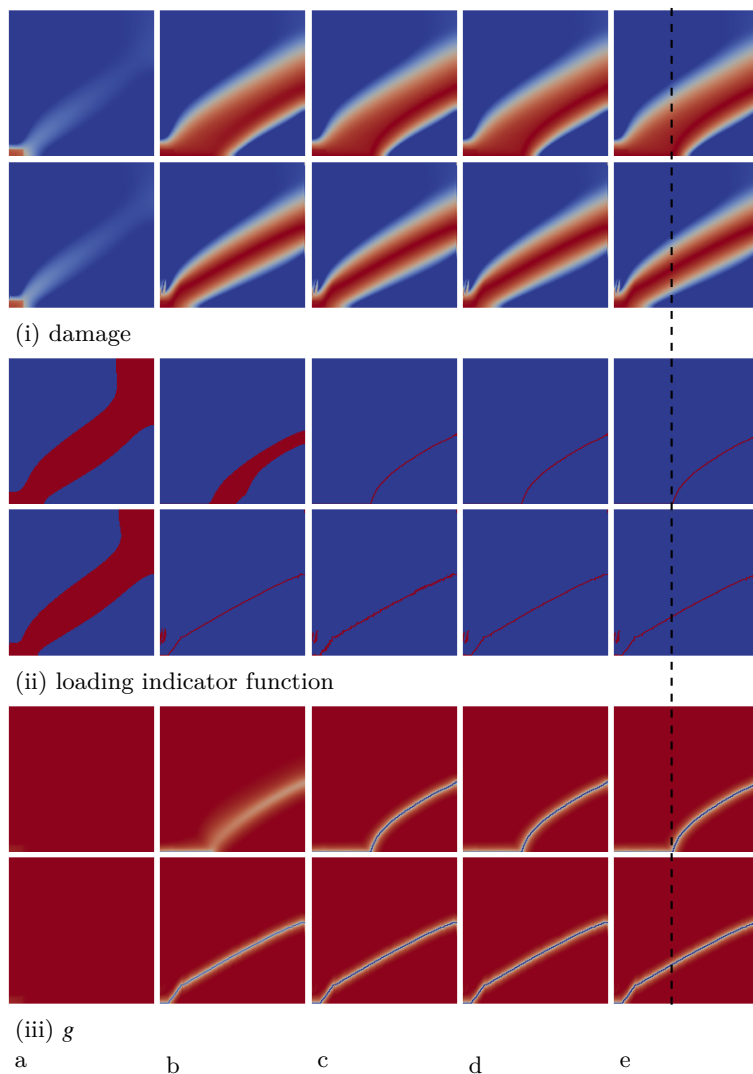 (i) damage
(ii) loading indicator function
(iii) g
a b c d e